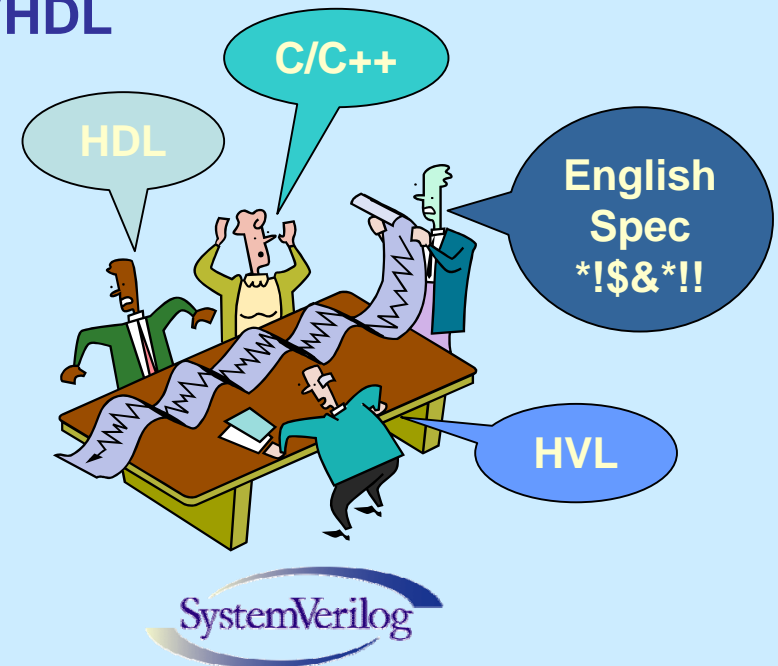 HDL
C/C++
HDL
English
Spec
*!$&*!!
HVL
SystemVerilog